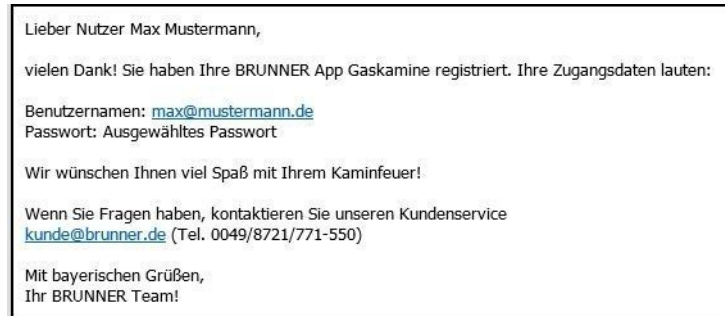 Lieber Nutzer Max Mustermann,
vielen Dank! Sie haben Ihre BRUNNER App Gaskamine registriert. Ihre Zugangsdaten lauten:
Benutzernamen: max@mustermann.de
Passwort: Ausgewähltes Passwort
Wir wünschen Ihnen viel Spaß mit Ihrem Kaminfeuer!
Wenn Sie Fragen haben, kontaktieren Sie unseren Kundenservice
kunde@brunner.de (Tel. 0049/8721/771-550)
Mit bayerischen Grüßen,
Ihr BRUNNER Team!